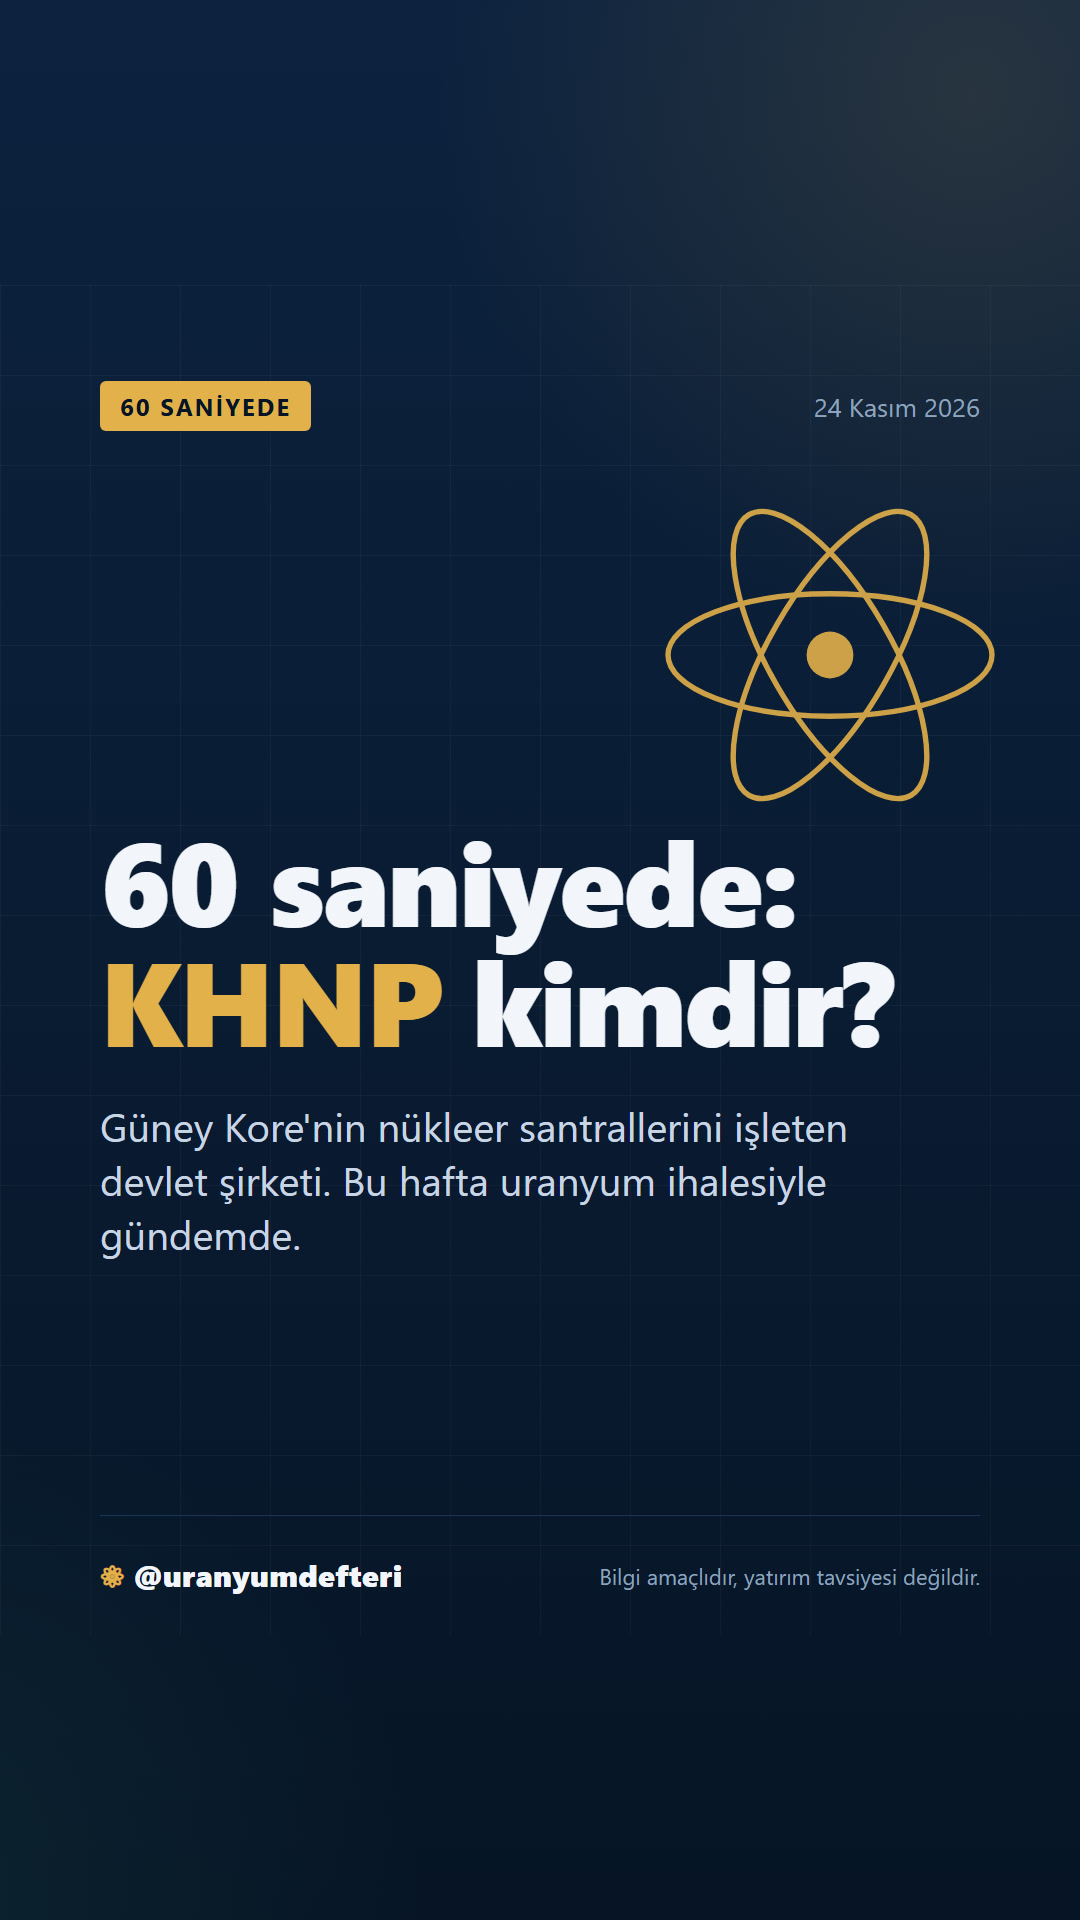 60 SANİYEDE
24 Kasım 2026
60 saniyede:
KHNP kimdir?
Güney Kore'nin nükleer santrallerini işleten
devlet şirketi. Bu hafta uranyum ihalesiyle
gündemde.
@uranyumdefteri
Bilgi amaçlıdır, yatırım tavsiyesi değildir.